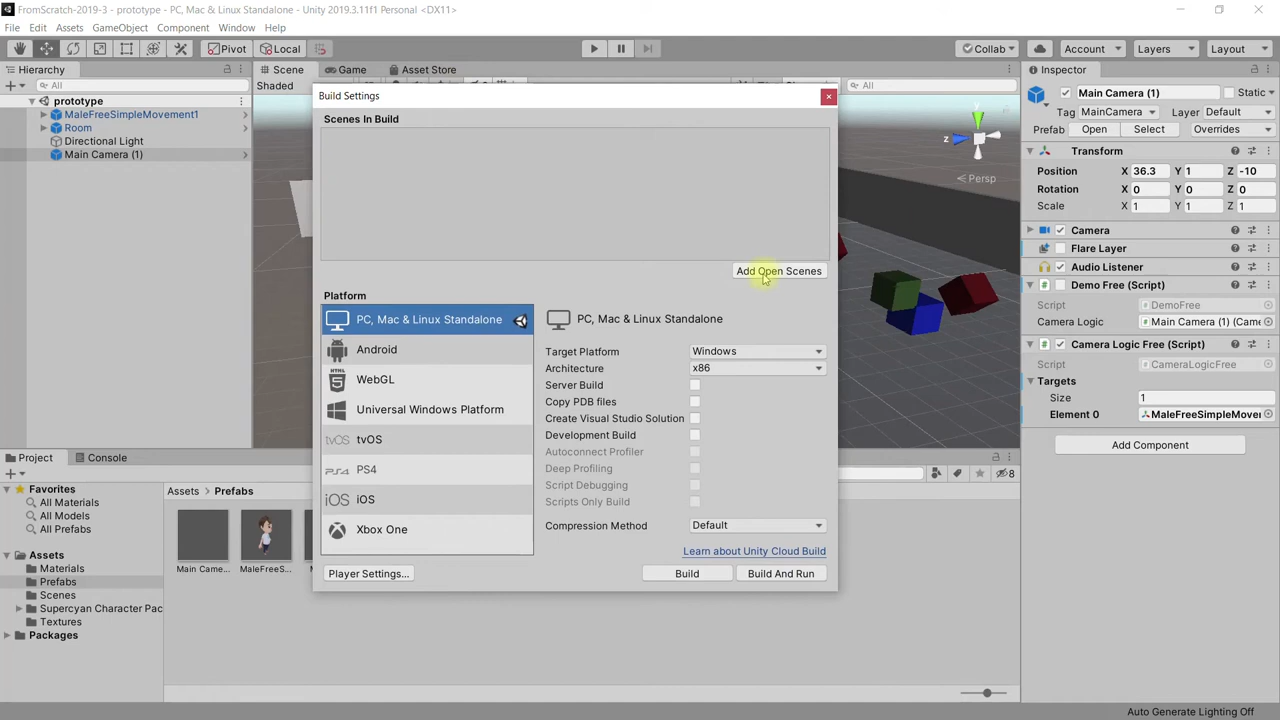 FromScratch-2019-3 - prototype - PC, Mac & Linux Standalone - Unity 2019.3.11f1 Personal <DX11>
File Edit Assets GameObject Component Window Help
Pivot Local Collab Account Layers Layout
Hierarchy
All
prototype
MaleFreeSimpleMovement1
Room
Directional Light
Main Camera (1)
Scene Game Asset Store
Shaded
All
Persp
y
z
Build Settings
Scenes In Build
Add Open Scenes
Platform
PC, Mac & Linux Standalone
Android
HTML
WebGL
Universal Windows Platform
tvOS tvOS
PS4
iOS iOS
Xbox One
PC, Mac & Linux Standalone
Target Platform Windows
Architecture x86
Server Build
Copy PDB files
Create Visual Studio Solution
Development Build
Autoconnect Profiler
Deep Profiling
Script Debugging
Scripts Only Build
Compression Method Default
Learn about Unity Cloud Build
Player Settings... Build Build And Run
Inspector
Main Camera (1) Static
Tag MainCamera Layer Default
Prefab Open Select Overrides
Transform
Position X 36.3 Y 1 Z -10
Rotation X 0 Y 0 Z 0
Scale X 1 Y 1 Z 1
Camera
Flare Layer
Audio Listener
Demo Free (Script)
Script DemoFree
Camera Logic Main Camera (1) (Came
Camera Logic Free (Script)
Script CameraLogicFree
Targets
Size 1
Element 0 MaleFreeSimpleMover
Add Component
Project Console
8
Favorites
All Materials
All Models
All Prefabs
Assets
Materials
Prefabs
Scenes
Supercyan Character Pac
Textures
Packages
Assets > Prefabs
Main Came... MaleFreeS...
Auto Generate Lighting Off